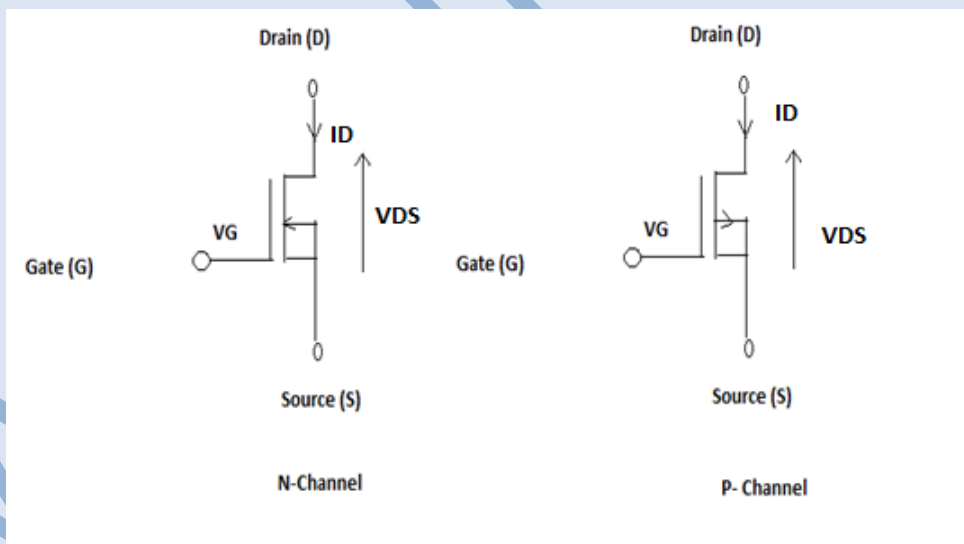 Drain (D)
ID
VDS
VG
Gate (G)
Source (S)
N-Channel
Drain (D)
ID
VDS
VG
Gate (G)
Source (S)
P- Channel